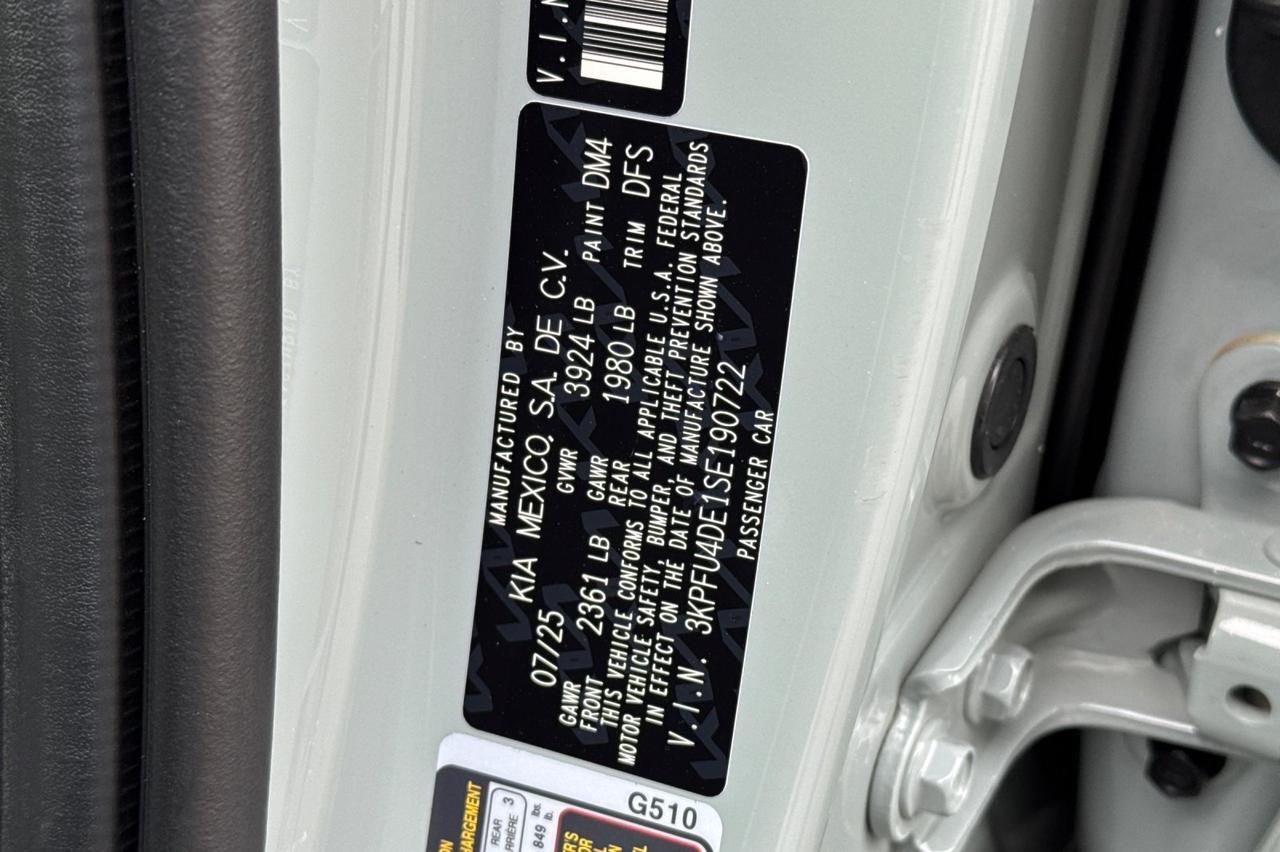 V.I.N
MANUFACTURED BY
KIA MEXICO, S.A. DE C.V.
07/25 GVWR 3924 LB PAINT DM4
GAWR FRONT 2361 LB GAWR REAR 1980 LB TRIM DFS
THIS VEHICLE CONFORMS TO ALL APPLICABLE U.S.A. FEDERAL
MOTOR VEHICLE SAFETY, BUMPER, AND THEFT PREVENTION STANDARDS
IN EFFECT ON THE DATE OF MANUFACTURE SHOWN ABOVE.
V.I.N. 3KPFU4DE1SE190722
PASSENGER CAR
G510
REAR 3
849 lbs.